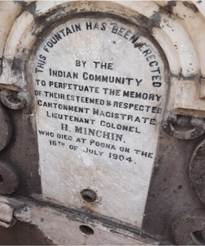 THIS FOUNTAIN HAS BEEN ERECTED
BY THE
INDIAN COMMUNITY
TO PERPETUATE THE MEMORY
OF THEIR ESTEEMED & RESPECTED
CANTONMENT MAGISTRATE
LIEUTENANT COLONEL
H. MINCHIN,
WHO DIED AT POONA ON THE
16TH OF JULY 1904.